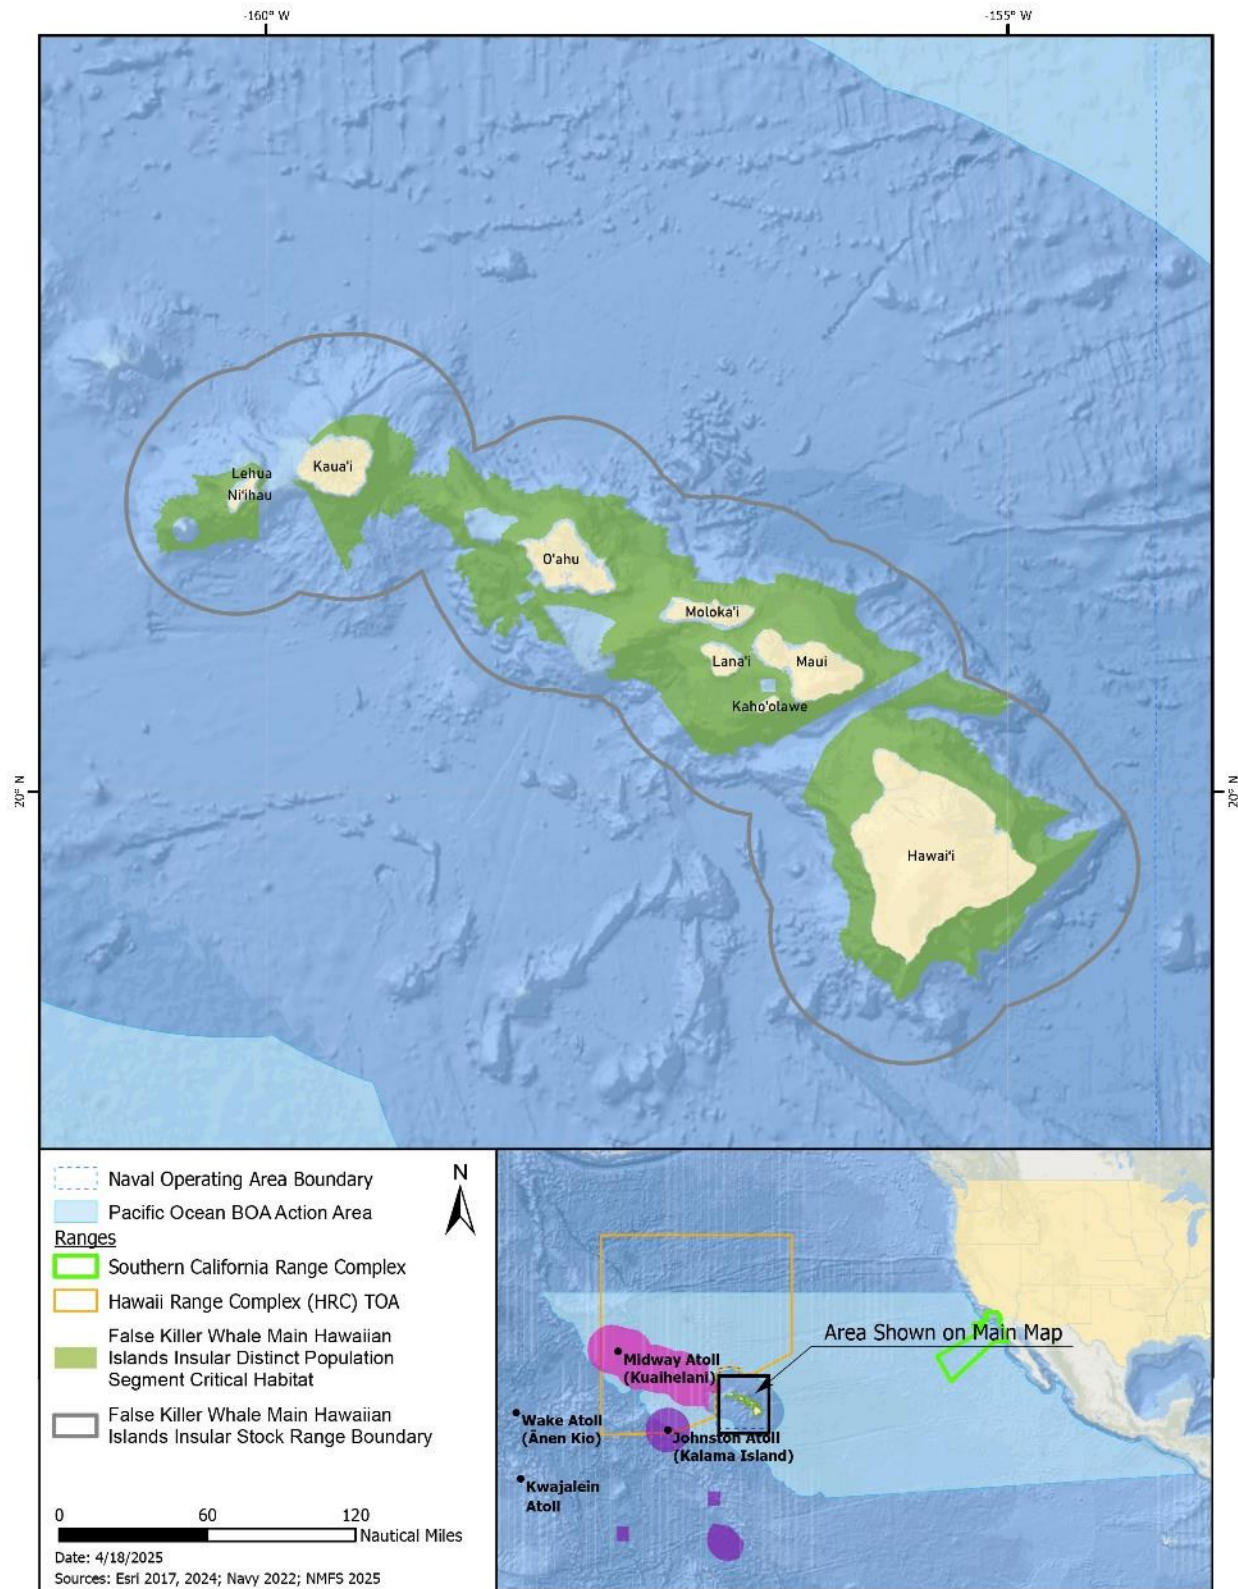 -160° W
-155° W
Lehua
Ni'ihau
Kaua'i
O'ahu
Moloka'i
Lana'i
Maui
Kaho'olawe
Hawai'i
20° N
20° N
Naval Operating Area Boundary
Pacific Ocean BOA Action Area
Ranges
Southern California Range Complex
Hawaii Range Complex (HRC) TOA
False Killer Whale Main Hawaiian
Islands Insular Distinct Population
Segment Critical Habitat
False Killer Whale Main Hawaiian
Islands Insular Stock Range Boundary
N
0 60 120
Nautical Miles
Date: 4/18/2025
Sources: Esri 2017, 2024; Navy 2022; NMFS 2025
Area Shown on Main Map
Midway Atoll
(Kuaihelani)
Wake Atoll
(Ānen Kio)
Johnston Atoll
(Kalama Island)
Kwajalein
Atoll